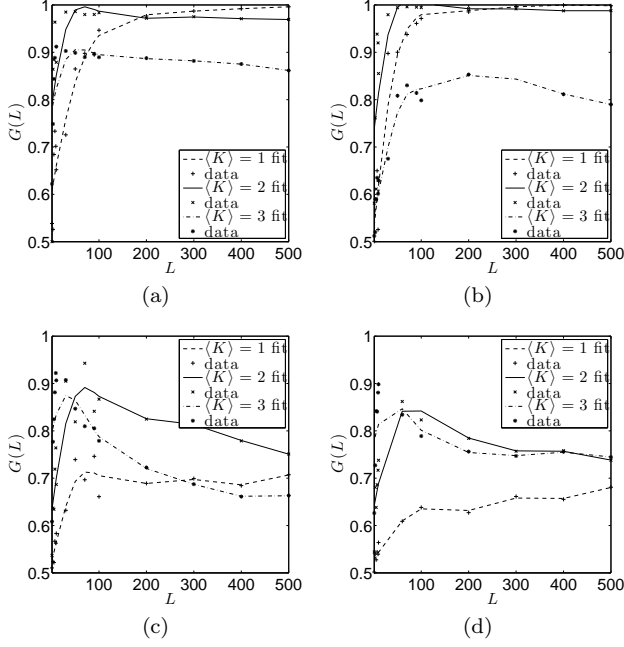 1
0.9
0.8
0.7
0.6
0.5
G(L)
100 200 300 400 500
L
⟨K⟩ = 1 fit
data
⟨K⟩ = 2 fit
data
⟨K⟩ = 3 fit
data
(a)
1
0.9
0.8
0.7
0.6
0.5
G(L)
0 100 200 300 400 500
L
⟨K⟩ = 1 fit
data
⟨K⟩ = 2 fit
data
⟨K⟩ = 3 fit
data
(b)
1
0.9
0.8
0.7
0.6
0.5
G(L)
100 200 300 400 500
L
⟨K⟩ = 1 fit
data
⟨K⟩ = 2 fit
data
⟨K⟩ = 3 fit
data
(c)
1
0.9
0.8
0.7
0.6
0.5
G(L)
0 100 200 300 400 500
L
⟨K⟩ = 1 fit
data
⟨K⟩ = 2 fit
data
⟨K⟩ = 3 fit
data
(d)